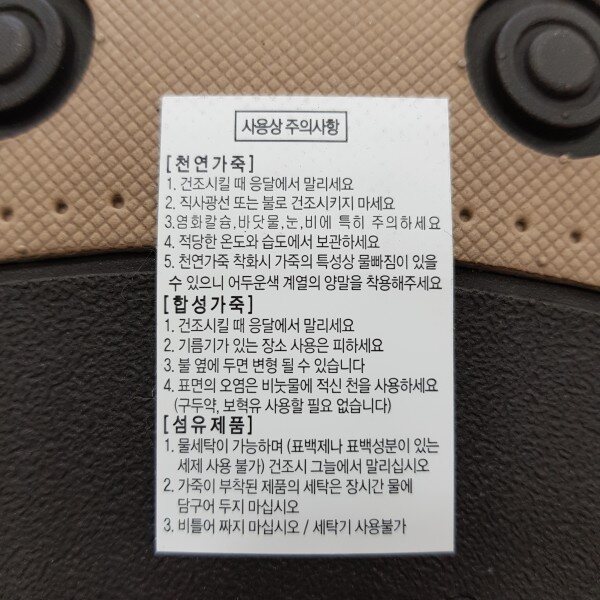 사용상 주의사항
[천연가죽]
1. 건조시킬 때 응달에서 말리세요
2. 직사광선 또는 불로 건조시키지 마세요
3.염화칼슘,바닷물,눈,비에 특히 주의하세요
4. 적당한 온도와 습도에서 보관하세요
5. 천연가죽 착화시 가죽의 특성상 물빠짐이 있을
수 있으니 어두운색 계열의 양말을 착용해주세요
[합성가죽]
1. 건조시킬 때 응달에서 말리세요
2. 기름기가 있는 장소 사용은 피하세요
3. 불 옆에 두면 변형 될 수 있습니다
4. 표면의 오염은 비눗물에 적신 천을 사용하세요
(구두약, 보혁유 사용할 필요 없습니다)
[섬유제품]
1. 물세탁이 가능하며 (표백제나 표백성분이 있는
세제 사용 불가) 건조시 그늘에서 말리십시오
2. 가죽이 부착된 제품의 세탁은 장시간 물에
담구어 두지 마십시오
3. 비틀어 짜지 마십시오 / 세탁기 사용불가